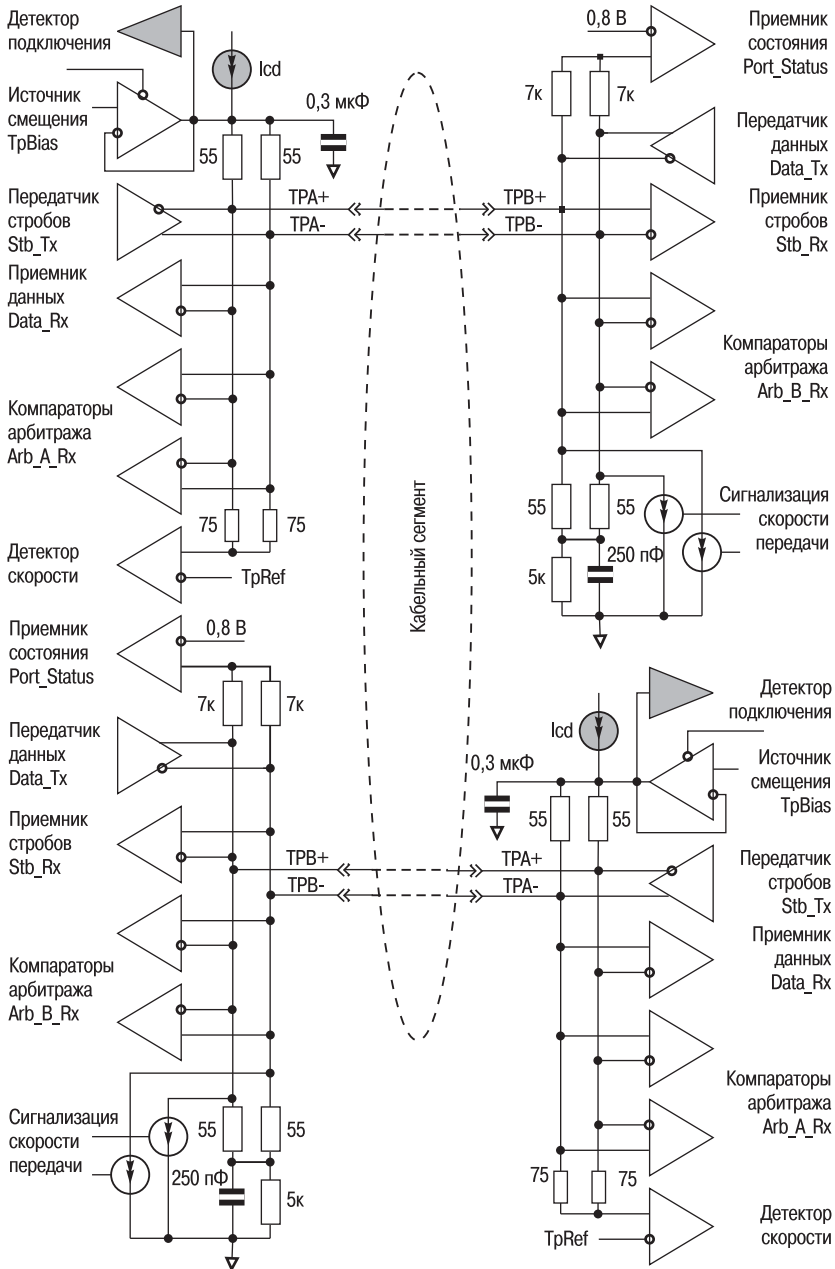 Детектор
подключения
Источник
смещения
TpBias
Icd
0,3 мкФ
55
55
Передатчик
стробов
Stb_Tx
TPA+
TPA-
Приемник
данных
Data_Rx
Компараторы
арбитража
Arb_A_Rx
75
75
Детектор
скорости
TpRef
0,8 В
Приемник
состояния
Port_Status
7к
7к
Передатчик
данных
Data_Tx
TPB+
TPB-
Приемник
стробов
Stb_Rx
Компараторы
арбитража
Arb_B_Rx
55
55
Сигнализация
скорости
передачи
250 пФ
5к
Кабельный сегмент
Приемник
состояния
Port_Status
0,8 В
7к
7к
Передатчик
данных
Data_Tx
Приемник
стробов
Stb_Rx
TPB+
TPB-
Компараторы
арбитража
Arb_B_Rx
Сигнализация
скорости
передачи
55
55
250 пФ
5к
Детектор
подключения
Icd
Источник
смещения
TpBias
0,3 мкФ
55
55
TPA+
TPA-
Передатчик
стробов
Stb_Tx
Приемник
данных
Data_Rx
Компараторы
арбитража
Arb_A_Rx
75
75
TpRef
Детектор
скорости